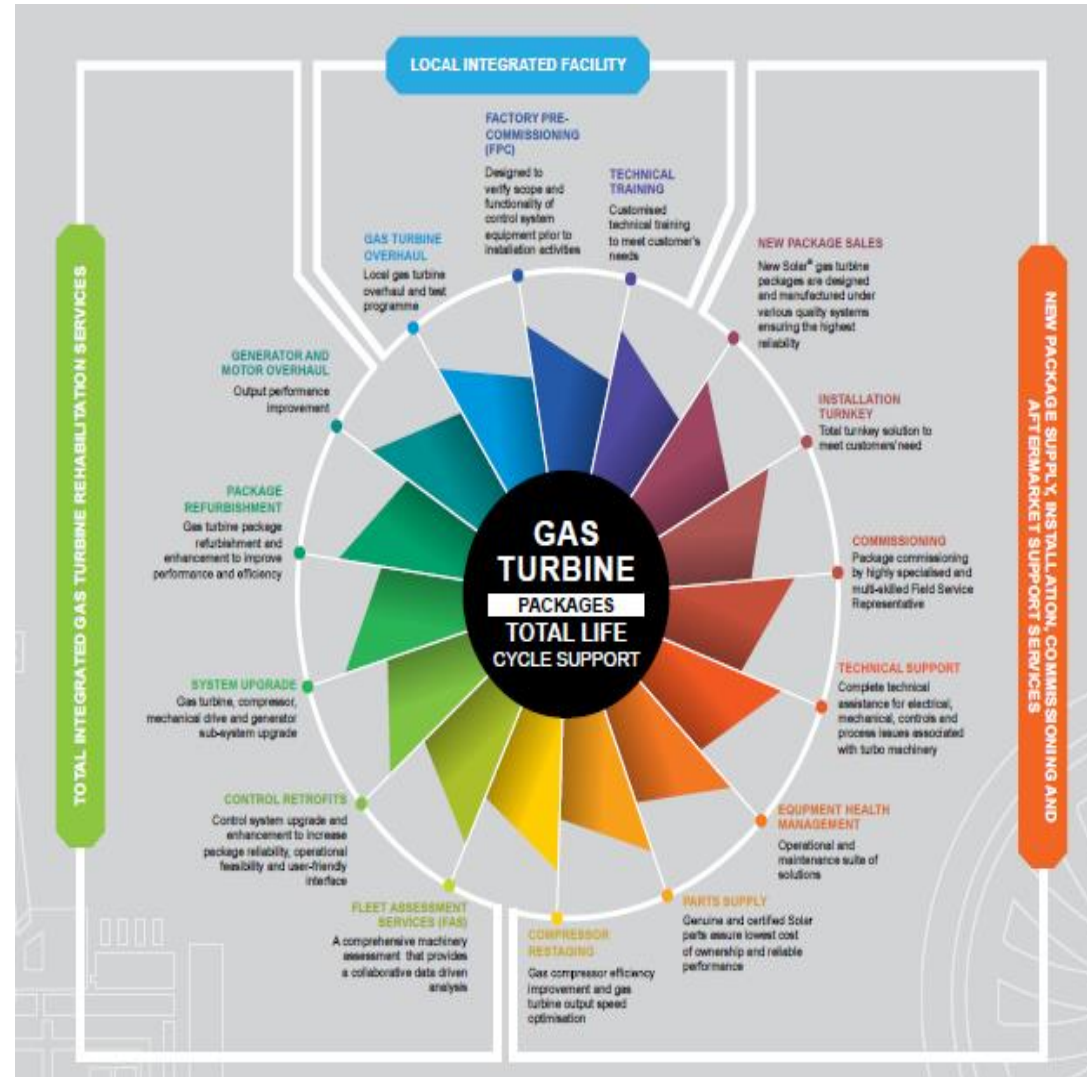 LOCAL INTEGRATED FACILITY
FACTORY PRE-
COMMISSIONING
(FPC)
Designed to
verify scope and
functionality of
control system
equipment prior to
installation activities
TECHNICAL
TRAINING
Customised
technical training
to meet customer's
needs
NEW PACKAGE SALES
New Solar® gas turbine
packages are designed
and manufactured under
various quality systems
ensuring the highest
reliability
INSTALLATION
TURNKEY
Total turnkey solution to
meet customers' need
COMMISSIONING
Package commissioning
by highly specialised and
multi-skilled Field Service
Representative
TECHNICAL SUPPORT
Complete technical
assistance for electrical,
mechanical, controls and
process issues associated
with turbo machinery
EQUPMENT HEALTH
MANAGEMENT
Operational and
maintenance suite of
solutions
PARTS SUPPLY
Genuine and certified Solar
parts assure lowest cost
of ownership and reliable
performance
COMPRESSOR
RESTAGING
Gas compressor efficiency
improvement and gas
turbine output speed
optimisation
FLEET ASSESSMENT
SERVICES (FAS)
A comprehensive machinery
assessment that provides
a collaborative data driven
analysis
CONTROL RETROFITS
Control system upgrade and
enhancement to increase
package reliability, operational
feasibility and user-friendly
interface
SYSTEM UPGRADE
Gas turbine, compressor,
mechanical drive and generator
sub-system upgrade
PACKAGE
REFURBISHMENT
Gas turbine package
refurbishment and
enhancement to improve
performance and efficiency
GENERATOR AND
MOTOR OVERHAUL
Output performance
improvement
GAS TURBINE
OVERHAUL
Local gas turbine
overhaul and test
programme
GAS
TURBINE
PACKAGES
TOTAL LIFE
CYCLE SUPPORT
TOTAL INTEGRATED GAS TURBINE REHABILITATION SERVICES
NEW PACKAGE SUPPLY, INSTALLATION, COMMISSIONING AND
AFTERMARKET SUPPORT SERVICES